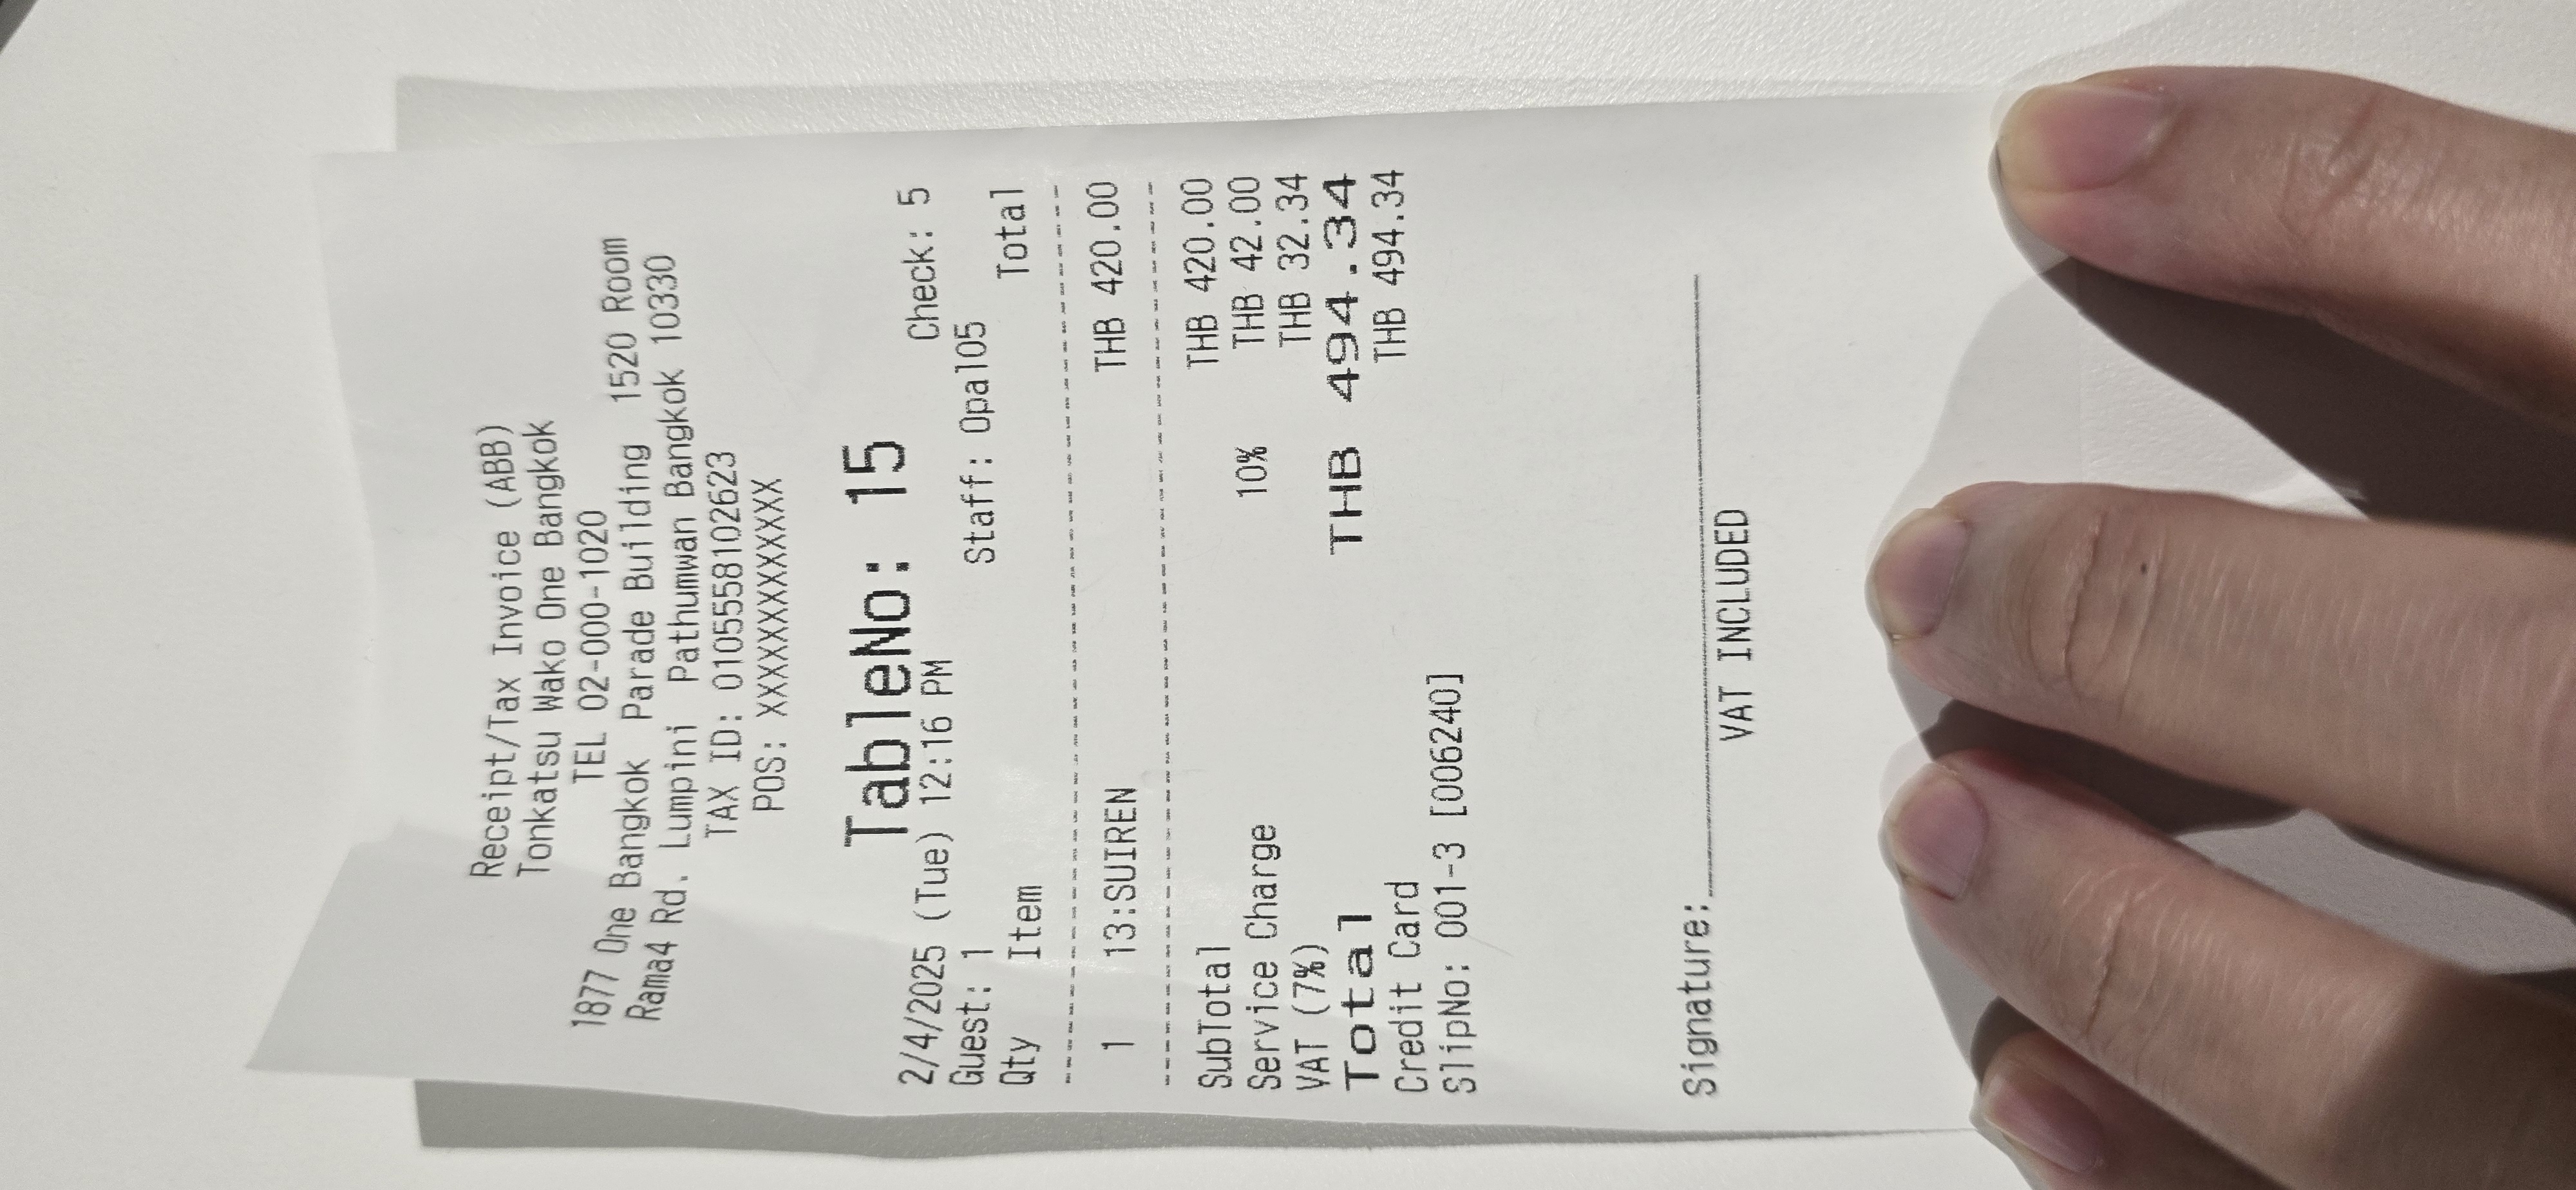 Receipt/Tax Invoice (ABB)
Tonkatsu Wako One Bangkok
TEL 02-000-1020
1877 One Bangkok Parade Building 1520 Room
Rama4 Rd. Lumpini Pathumwan Bangkok 10330
TAX ID: 0105558102623
POS: XXXXXXXXXXXXX
TableNo: 15
2/4/2025 (Tue) 12:16 PM Check: 5
Guest: 1 Staff: Opal05
Qty Item Total
1 13:SUIREN THB 420.00
SubTotal THB 420.00
Service Charge 10% THB 42.00
VAT (7%) THB 32.34
Total THB 494.34
Credit Card THB 494.34
SlipNo: 001-3 [006240]
Signature:
VAT INCLUDED